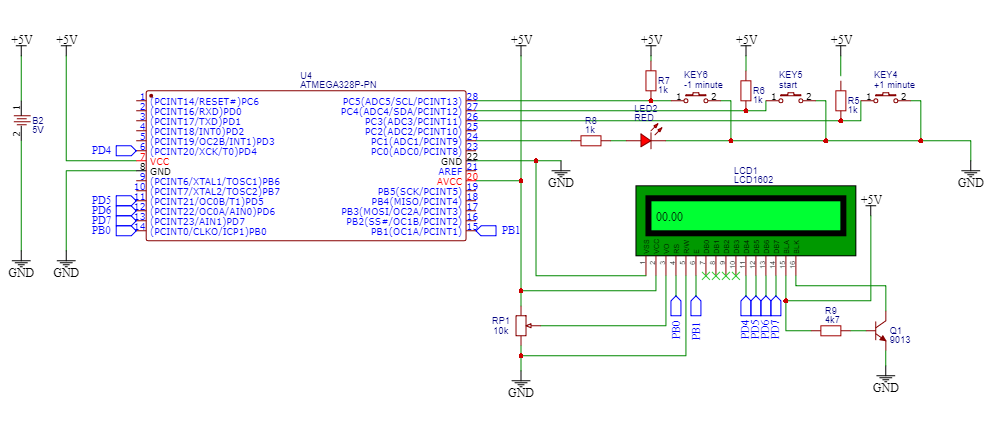 +5V
+5V
+5V
+5V
+5V
+5V
U4
ATMEGA328P-PN
1
2
3
4
5
6
7
8
9
10
11
12
13
14
(PCINT14/RESET#)PC6
(PCINT16/RXD)PD0
(PCINT17/TXD)PD1
(PCINT18/INT0)PD2
(PCINT19/OC2B/INT1)PD3
(PCINT20/XCK/T0)PD4
VCC
GND
(PCINT6/XTAL1/TOSC1)PB6
(PCINT7/XTAL2/TOSC2)PB7
(PCINT21/OC0B/T1)PD5
(PCINT22/OC0A/AIN0)PD6
(PCINT23/AIN1)PD7
(PCINT0/CLKO/ICP1)PB0
PC5(ADC5/SCL/PCINT13)
PC4(ADC4/SDA/PCINT12)
PC3(ADC3/PCINT11)
PC2(ADC2/PCINT10)
PC1(ADC1/PCINT9)
PC0(ADC0/PCINT8)
GND
AREF
AVCC
PB5(SCK/PCINT5)
PB4(MISO/PCINT4)
PB3(MOSI/OC2A/PCINT3)
PB2(SS#/OC1B/PCINT2)
PB1(OC1A/PCINT1)
28
27
26
25
24
23
22
21
20
19
18
17
16
15
PD4
PD5
PD6
PD7
PB0
PB1
1
2
B2
5V
GND
GND
R7
1k
KEY6
-1 minute
1
2
R6
1k
KEY5
start
1
2
R5
1k
KEY4
+1 minute
1
2
R8
1k
LED2
RED
GND
GND
LCD1
LCD1602
00.00
VSS
VCC
VO
RS
R/W
E
DB0
DB1
DB2
DB3
DB4
DB5
DB6
DB7
BLA
BLK
1
2
3
4
5
6
7
8
9
10
11
12
13
14
15
16
+5V
PB0
PB1
PD4
PD5
PD6
PD7
RP1
10k
GND
R9
4k7
Q1
9013
GND